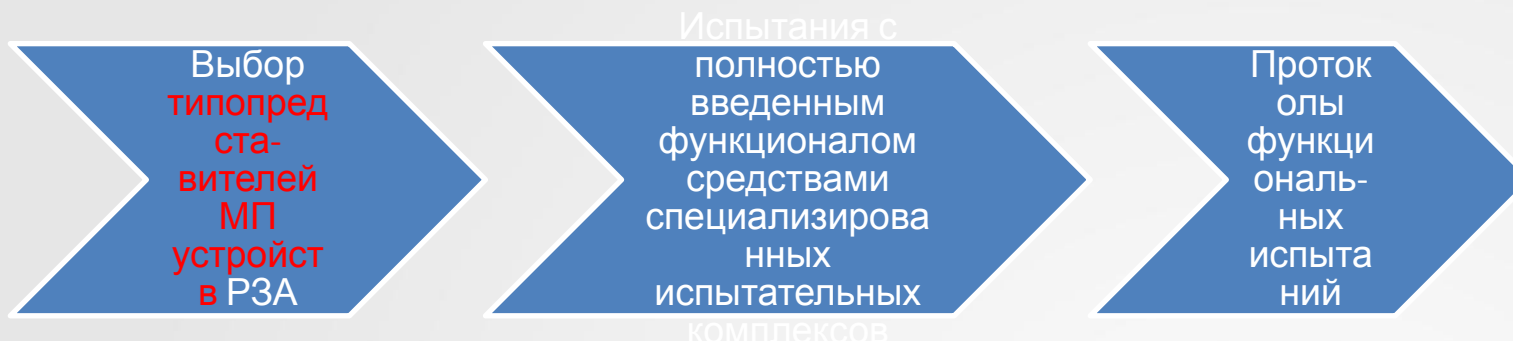 Выбор
типопред
ста-
вителей
МП
устройст
в РЗА
Испытания с
полностью
введенным
функционалом
средствами
специализирова
нных
испытательных
комплексов
Проток
олы
функци
ональ-
ных
испыта
ний